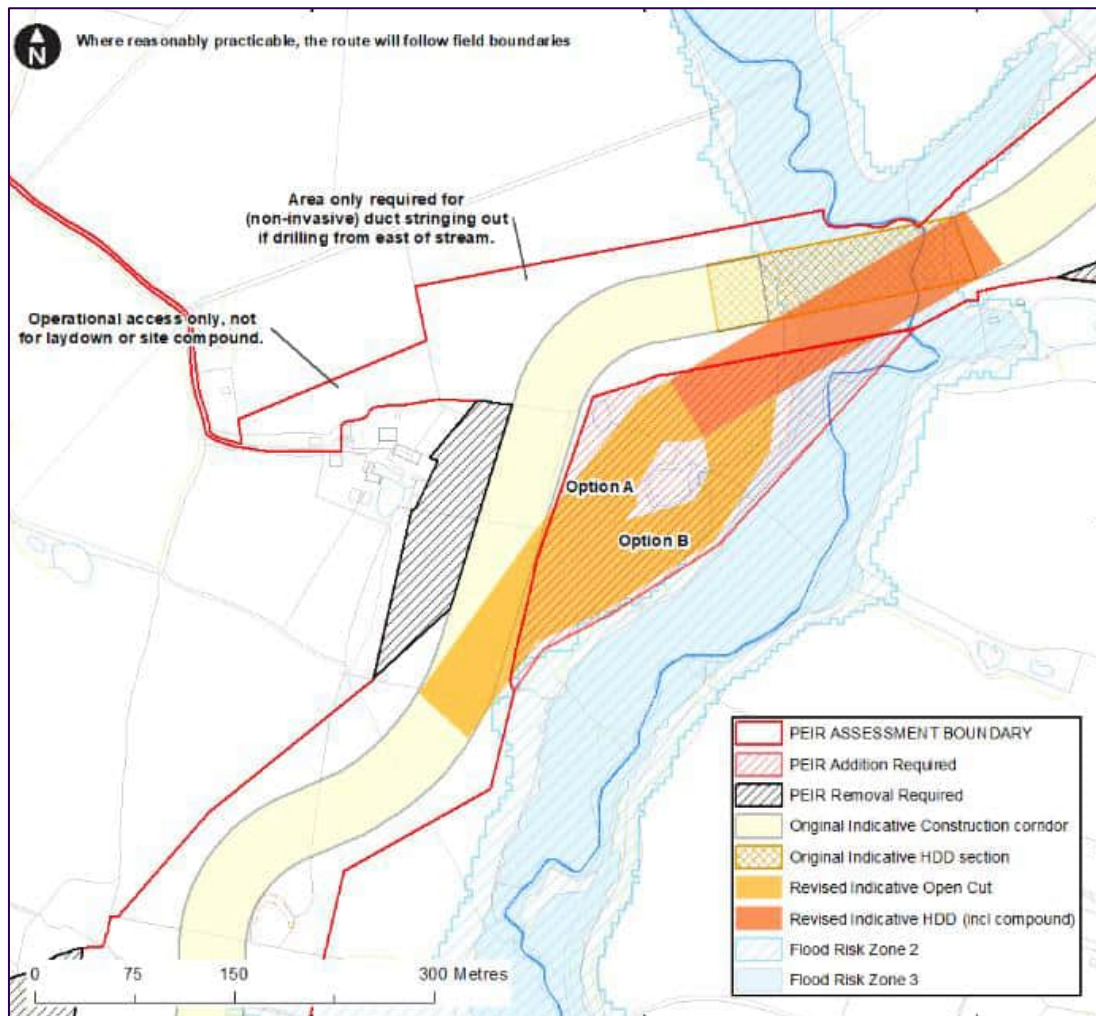 N
Where reasonably practicable, the route will follow field boundaries
Area only required for
(non-invasive) duct stringing out
if drilling from east of stream.
Operational access only, not
for laydown or site compound.
Option A
Option B
PEIR ASSESSMENT BOUNDARY
PEIR Addition Required
PEIR Removal Required
Original Indicative Construction corridor
Original Indicative HDD section
Revised Indicative Open Cut
Revised Indicative HDD (incl compound)
Flood Risk Zone 2
Flood Risk Zone 3
0 75 150 300 Metres